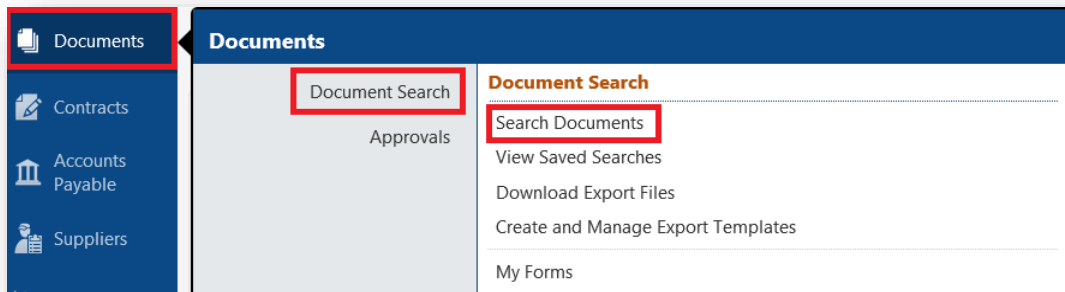 Documents
Contracts
Accounts
Payable
Suppliers
Documents
Document Search
Approvals
Document Search
Search Documents
View Saved Searches
Download Export Files
Create and Manage Export Templates
My Forms